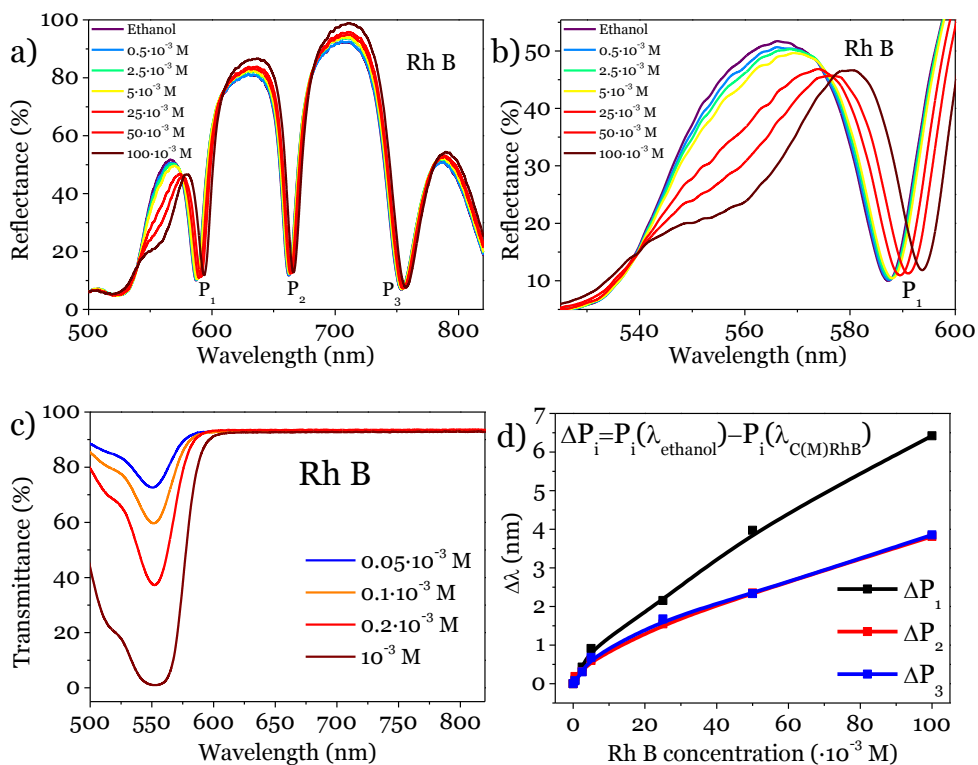 a)
Rh B
Ethanol
0.5·10⁻³ M
2.5·10⁻³ M
5·10⁻³ M
25·10⁻³ M
50·10⁻³ M
100·10⁻³ M
Reflectance (%)
100
80
60
40
20
0
P₁
P₂
P₃
500
600
700
800
Wavelength (nm)
b)
Rh B
Ethanol
0.5·10⁻³ M
2.5·10⁻³ M
5·10⁻³ M
25·10⁻³ M
50·10⁻³ M
100·10⁻³ M
Reflectance (%)
50
40
30
20
10
P₁
540
560
580
600
Wavelength (nm)
c)
Rh B
0.05·10⁻³ M
0.1·10⁻³ M
0.2·10⁻³ M
10⁻³ M
Transmittance (%)
100
80
60
40
20
0
500
550
600
650
700
750
800
Wavelength (nm)
d)
ΔPᵢ=Pᵢ(λ_ethanol)−Pᵢ(λ_C(M)RhB)
Δλ (nm)
7
6
5
4
3
2
1
0
ΔP₁
ΔP₂
ΔP₃
0
20
40
60
80
100
Rh B concentration (·10⁻³ M)